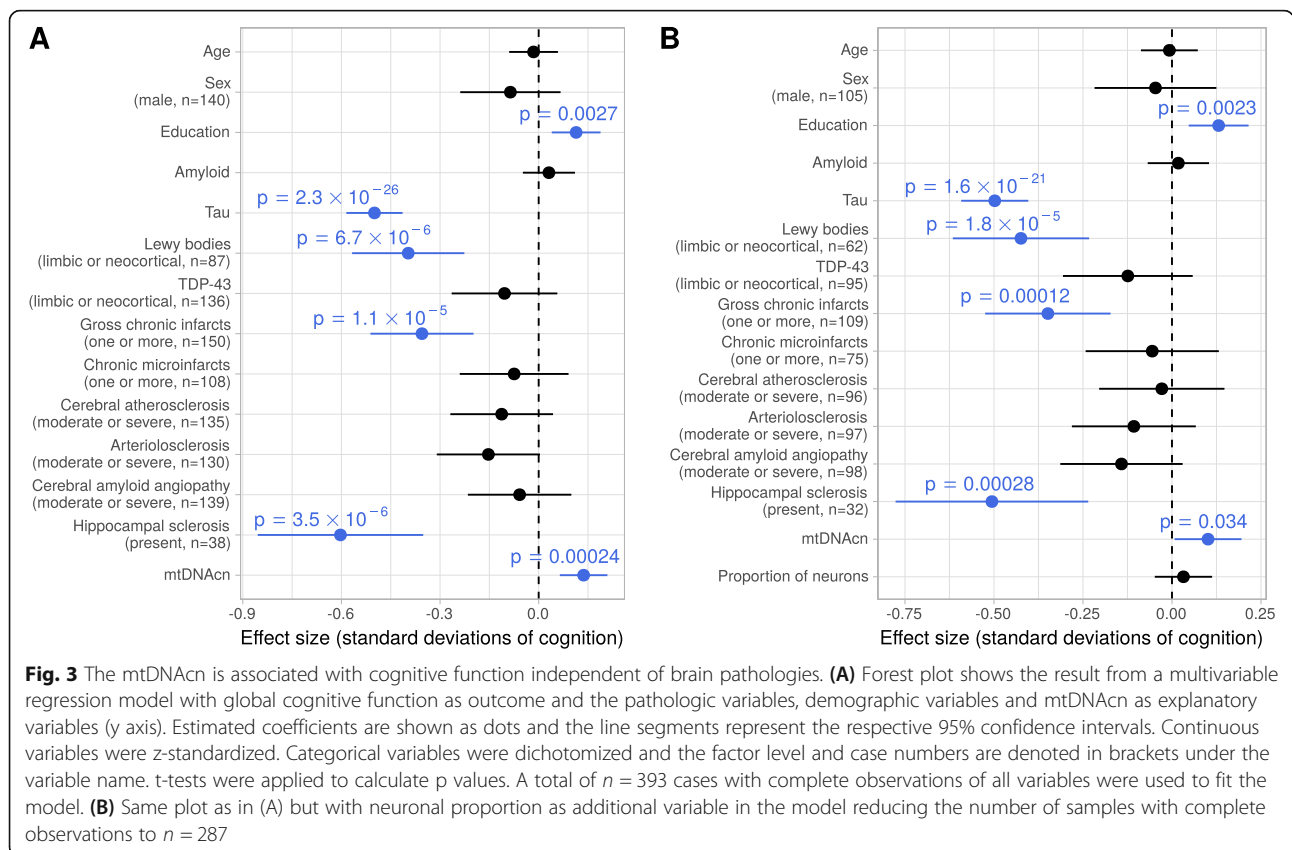 A
Age
Sex
(male, n=140)
p = 0.0027
Education
Amyloid
p = 2.3 × 10⁻²⁶
Tau
p = 6.7 × 10⁻⁶
Lewy bodies
(limbic or neocortical, n=87)
TDP-43
(limbic or neocortical, n=136)
p = 1.1 × 10⁻⁵
Gross chronic infarcts
(one or more, n=150)
Chronic microinfarcts
(one or more, n=108)
Cerebral atherosclerosis
(moderate or severe, n=135)
Arteriolosclerosis
(moderate or severe, n=130)
Cerebral amyloid angiopathy
(moderate or severe, n=139)
p = 3.5 × 10⁻⁶
Hippocampal sclerosis
(present, n=38)
p = 0.00024
mtDNAcn
-0.9 -0.6 -0.3 0.0
Effect size (standard deviations of cognition)
B
Age
Sex
(male, n=105)
p = 0.0023
Education
Amyloid
p = 1.6 × 10⁻²¹
Tau
p = 1.8 × 10⁻⁵
Lewy bodies
(limbic or neocortical, n=62)
TDP-43
(limbic or neocortical, n=95)
p = 0.00012
Gross chronic infarcts
(one or more, n=109)
Chronic microinfarcts
(one or more, n=75)
Cerebral atherosclerosis
(moderate or severe, n=96)
Arteriolosclerosis
(moderate or severe, n=97)
Cerebral amyloid angiopathy
(moderate or severe, n=98)
p = 0.00028
Hippocampal sclerosis
(present, n=32)
p = 0.034
mtDNAcn
Proportion of neurons
-0.75 -0.50 -0.25 0.00 0.25
Effect size (standard deviations of cognition)
Fig. 3 The mtDNAcn is associated with cognitive function independent of brain pathologies. (A) Forest plot shows the result from a multivariable
regression model with global cognitive function as outcome and the pathologic variables, demographic variables and mtDNAcn as explanatory
variables (y axis). Estimated coefficients are shown as dots and the line segments represent the respective 95% confidence intervals. Continuous
variables were z-standardized. Categorical variables were dichotomized and the factor level and case numbers are denoted in brackets under the
variable name. t-tests were applied to calculate p values. A total of n = 393 cases with complete observations of all variables were used to fit the
model. (B) Same plot as in (A) but with neuronal proportion as additional variable in the model reducing the number of samples with complete
observations to n = 287